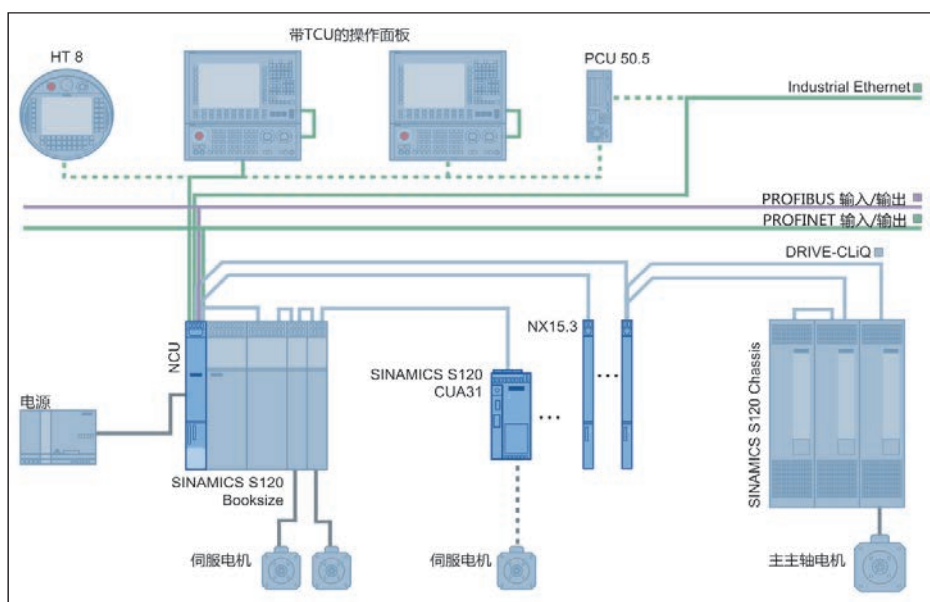 带TCU的操作面板
HT 8
PCU 50.5
Industrial Ethernet
PROFIBUS 输入/输出
PROFINET 输入/输出
DRIVE-CLiQ
NX15.3
NCU
SINAMICS S120
CUA31
SINAMICS S120 Chassis
电源
SINAMICS S120
Booksize
伺服电机
伺服电机
主主轴电机